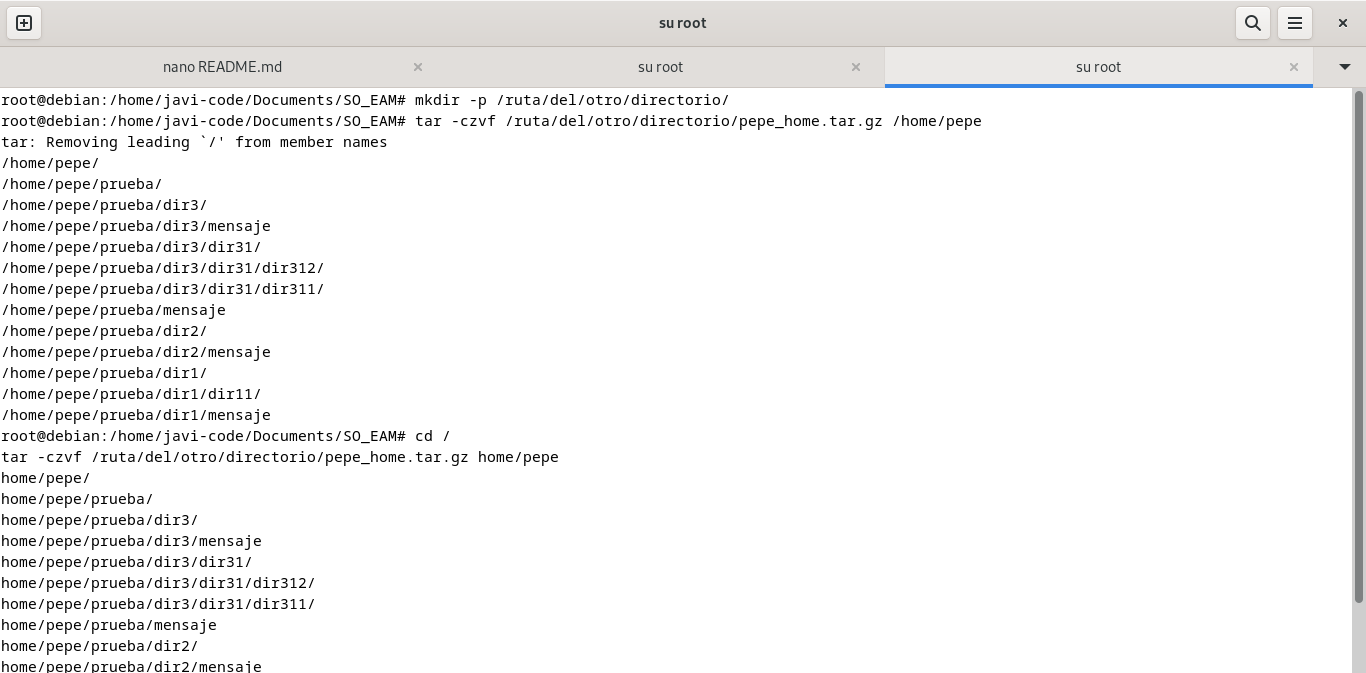 su root
nano README.md
su root
su root
root@debian:/home/javi-code/Documents/SO_EAM# mkdir -p /ruta/del/otro/directorio/
root@debian:/home/javi-code/Documents/SO_EAM# tar -czvf /ruta/del/otro/directorio/pepe_home.tar.gz /home/pepe
tar: Removing leading `/' from member names
/home/pepe/
/home/pepe/prueba/
/home/pepe/prueba/dir3/
/home/pepe/prueba/dir3/mensaje
/home/pepe/prueba/dir3/dir31/
/home/pepe/prueba/dir3/dir31/dir312/
/home/pepe/prueba/dir3/dir31/dir311/
/home/pepe/prueba/mensaje
/home/pepe/prueba/dir2/
/home/pepe/prueba/dir2/mensaje
/home/pepe/prueba/dir1/
/home/pepe/prueba/dir1/dir11/
/home/pepe/prueba/dir1/mensaje
root@debian:/home/javi-code/Documents/SO_EAM# cd /
tar -czvf /ruta/del/otro/directorio/pepe_home.tar.gz home/pepe
home/pepe/
home/pepe/prueba/
home/pepe/prueba/dir3/
home/pepe/prueba/dir3/mensaje
home/pepe/prueba/dir3/dir31/
home/pepe/prueba/dir3/dir31/dir312/
home/pepe/prueba/dir3/dir31/dir311/
home/pepe/prueba/mensaje
home/pepe/prueba/dir2/
home/pepe/prueba/dir2/mensaje